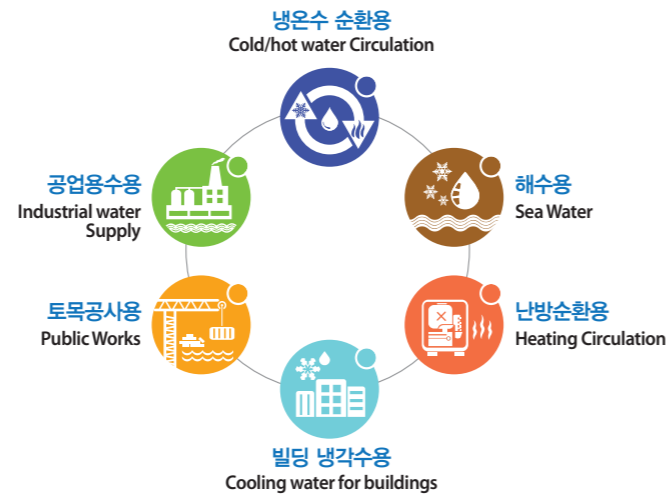 냉온수 순환용
Cold/hot water Circulation
공업용수용
Industrial water
Supply
해수용
Sea Water
토목공사용
Public Works
난방순환용
Heating Circulation
빌딩 냉각수용
Cooling water for buildings